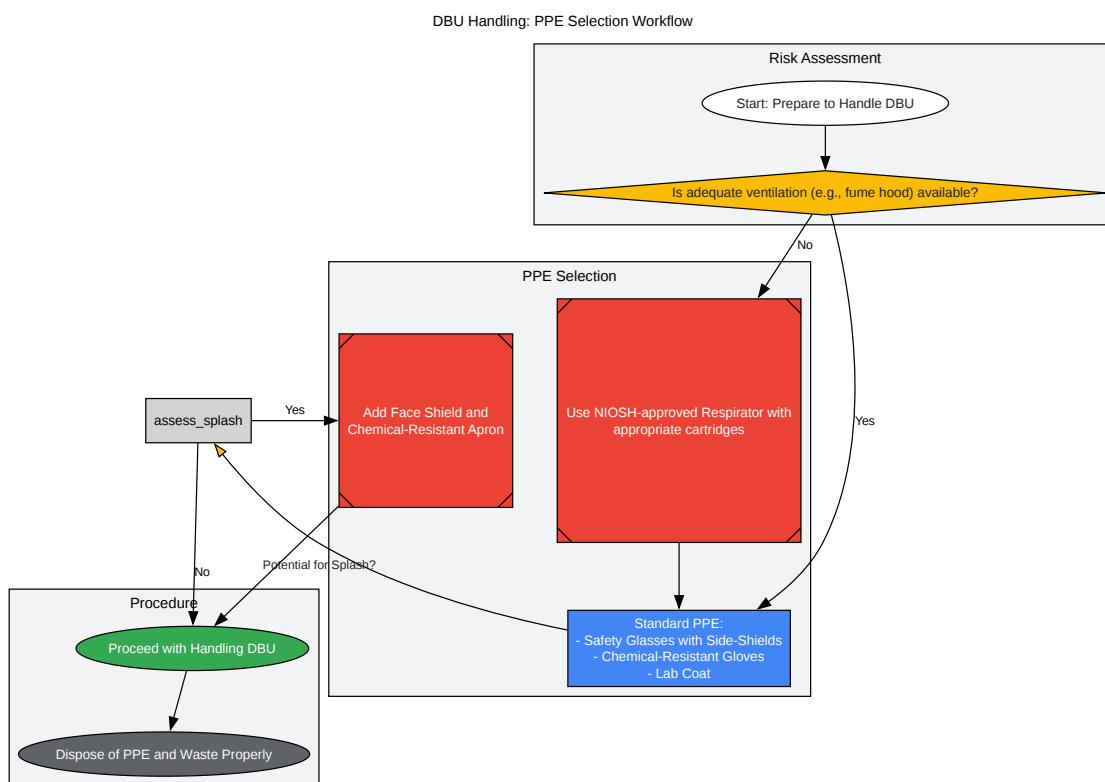 DBU Handling: PPE Selection Workflow
Risk Assessment
Start: Prepare to Handle DBU
Is adequate ventilation (e.g., fume hood) available?
No
Yes
PPE Selection
Use NIOSH-approved Respirator with
appropriate cartridges
Add Face Shield and
Chemical-Resistant Apron
assess_splash
Yes
Potential for Splash?
No
Standard PPE:
- Safety Glasses with Side-Shields
- Chemical-Resistant Gloves
- Lab Coat
Procedure
Proceed with Handling DBU
Dispose of PPE and Waste Properly